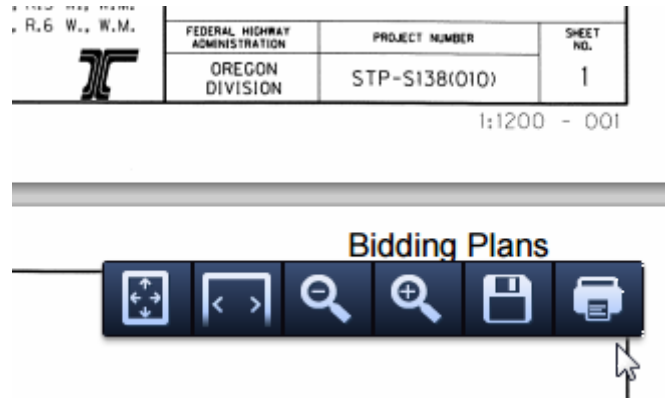 , R.6 W., W.M.
FEDERAL HIGHWAY
ADMINISTRATION
PROJECT NUMBER
SHEET
NO.
OREGON
DIVISION
STP-S138(010)
1
1:1200 - 001
Bidding Plans